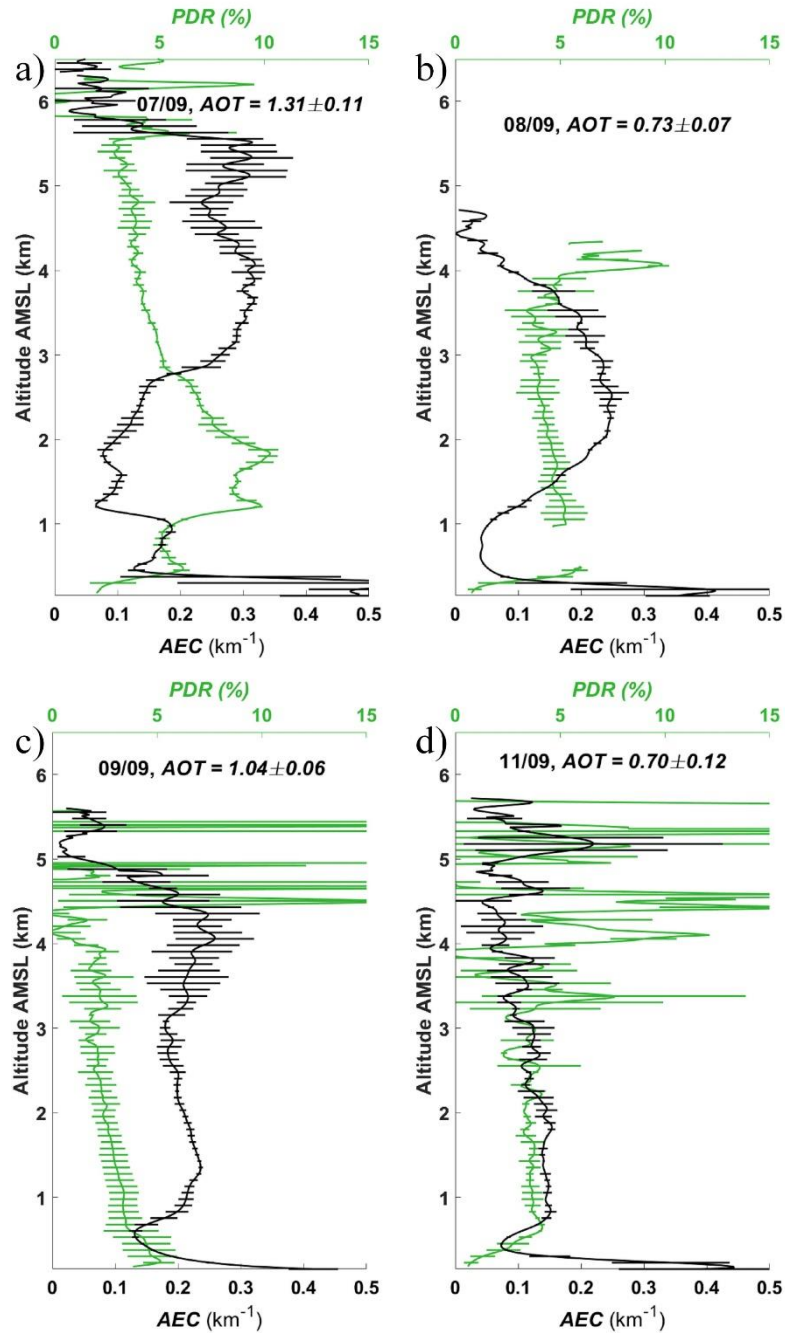 PDR (%)
0 5 10 15
a)
07/09, AOT = 1.31±0.11
6
5
4
3
2
1
Altitude AMSL (km)
0 0.1 0.2 0.3 0.4 0.5
AEC (km-1)
PDR (%)
0 5 10 15
b)
08/09, AOT = 0.73±0.07
6
5
4
3
2
1
Altitude AMSL (km)
0 0.1 0.2 0.3 0.4 0.5
AEC (km-1)
PDR (%)
0 5 10 15
c)
09/09, AOT = 1.04±0.06
6
5
4
3
2
1
Altitude AMSL (km)
0 0.1 0.2 0.3 0.4 0.5
AEC (km-1)
PDR (%)
0 5 10 15
d)
11/09, AOT = 0.70±0.12
6
5
4
3
2
1
Altitude AMSL (km)
0 0.1 0.2 0.3 0.4 0.5
AEC (km-1)